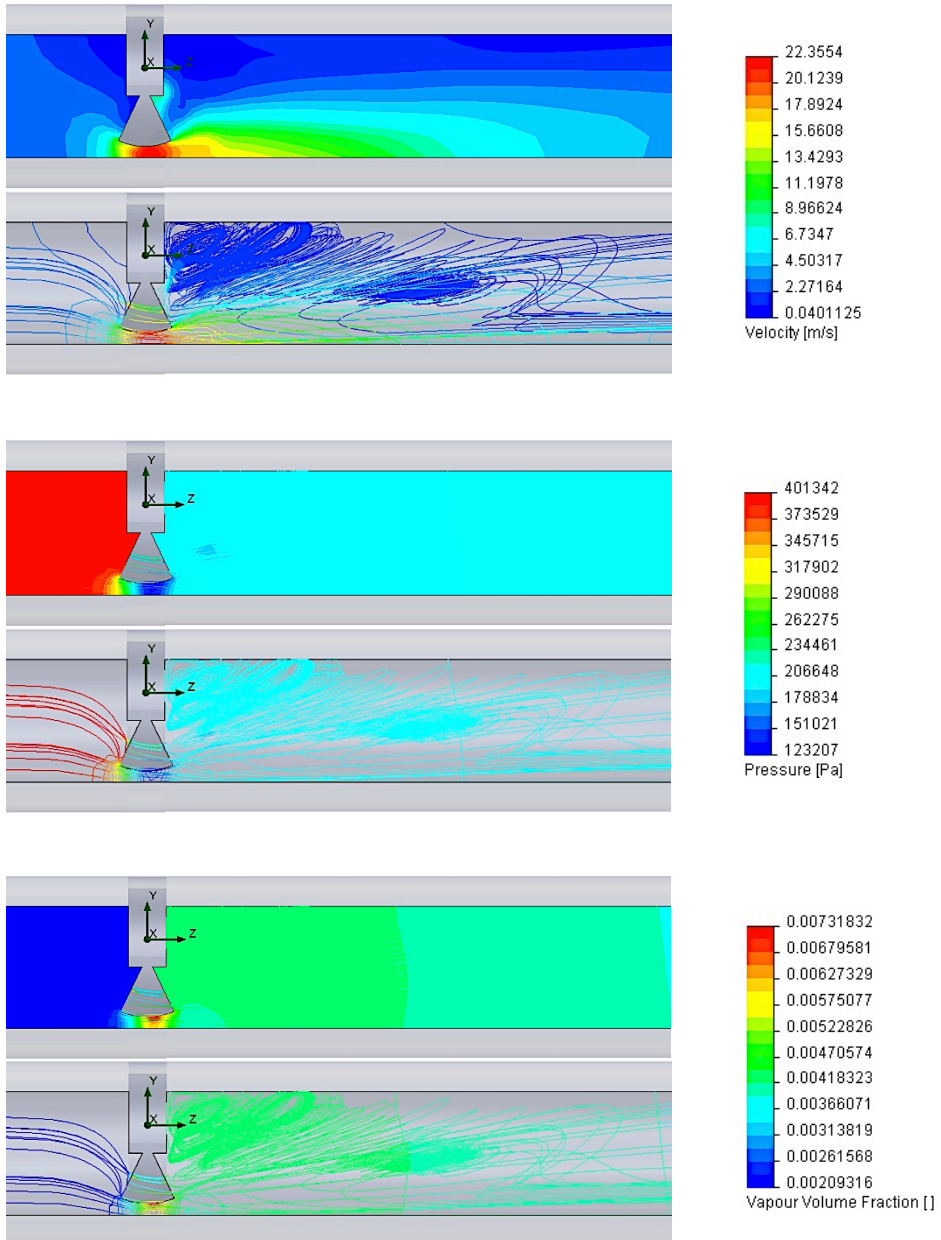 Y
X
Z
22.3554
20.1239
17.8924
15.6608
13.4293
11.1978
8.96624
6.7347
4.50317
2.27164
0.0401125
Velocity [m/s]
Y
X
Z
Y
X
Z
401342
373529
345715
317902
290088
262275
234461
206648
178834
151021
123207
Pressure [Pa]
Y
X
Z
Y
X
Z
0.00731832
0.00679581
0.00627329
0.00575077
0.00522826
0.00470574
0.00418323
0.00366071
0.00313819
0.00261568
0.00209316
Vapour Volume Fraction [ ]
Y
X
Z